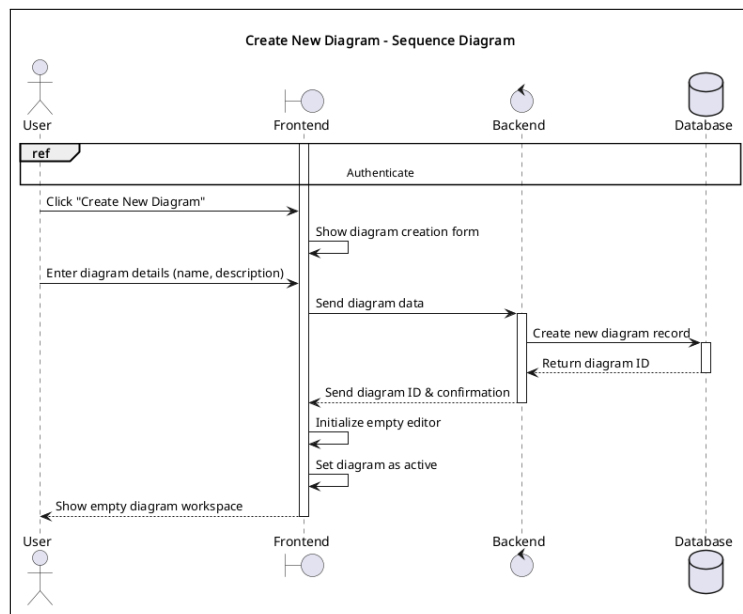 Create New Diagram - Sequence Diagram
User
Frontend
Backend
Database
ref
Authenticate
Click "Create New Diagram"
Show diagram creation form
Enter diagram details (name, description)
Send diagram data
Create new diagram record
Return diagram ID
Send diagram ID & confirmation
Initialize empty editor
Set diagram as active
Show empty diagram workspace
User
Frontend
Backend
Database